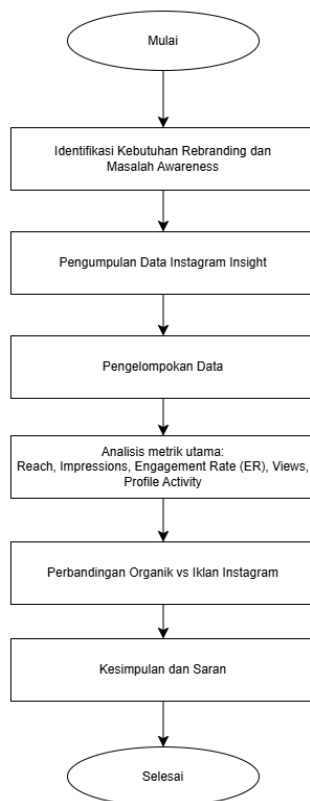 Mulai
Identifikasi Kebutuhan Rebranding dan
Masalah Awareness
Pengumpulan Data Instagram Insight
Pengelompokan Data
Analisis metrik utama:
Reach, Impressions, Engagement Rate (ER), Views,
Profile Activity
Perbandingan Organik vs Iklan Instagram
Kesimpulan dan Saran
Selesai